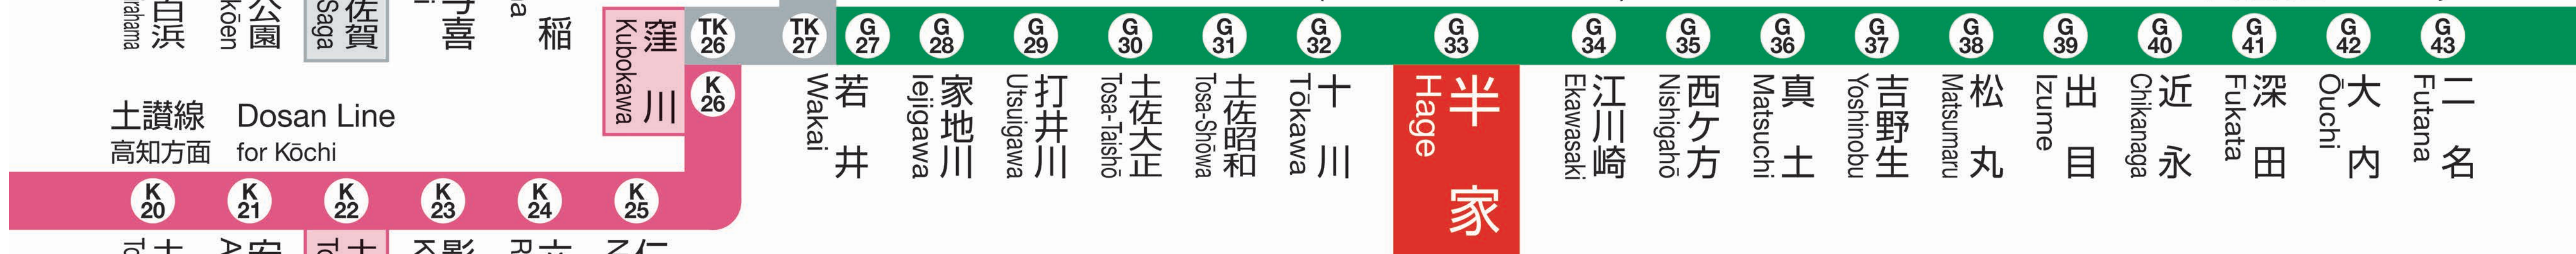 白浜
rahama
公園
kōen
佐賀
Saga
喜
稲
窪川
Kubokawa
TK 26
K 26
TK 27
G 27
G 28
G 29
G 30
G 31
G 32
G 33
G 34
G 35
G 36
G 37
G 38
G 39
G 40
G 41
G 42
G 43
若井
Wakai
家地川
Iejigawa
打井川
Utsuigawa
土佐大正
Tosa-Taishō
土佐昭和
Tosa-Shōwa
十川
Tōkawa
半家
Hage
江川崎
Ekawasaki
西ケ方
Nishigahō
真土
Matsuchi
吉野生
Yoshinobu
松丸
Matsumaru
出目
Izume
近永
Chikanaga
深田
Fukata
大内
Ōuchi
二名
Futana
土讃線 Dosan Line
高知方面 for Kōchi
K 20
K 21
K 22
K 23
K 24
K 25